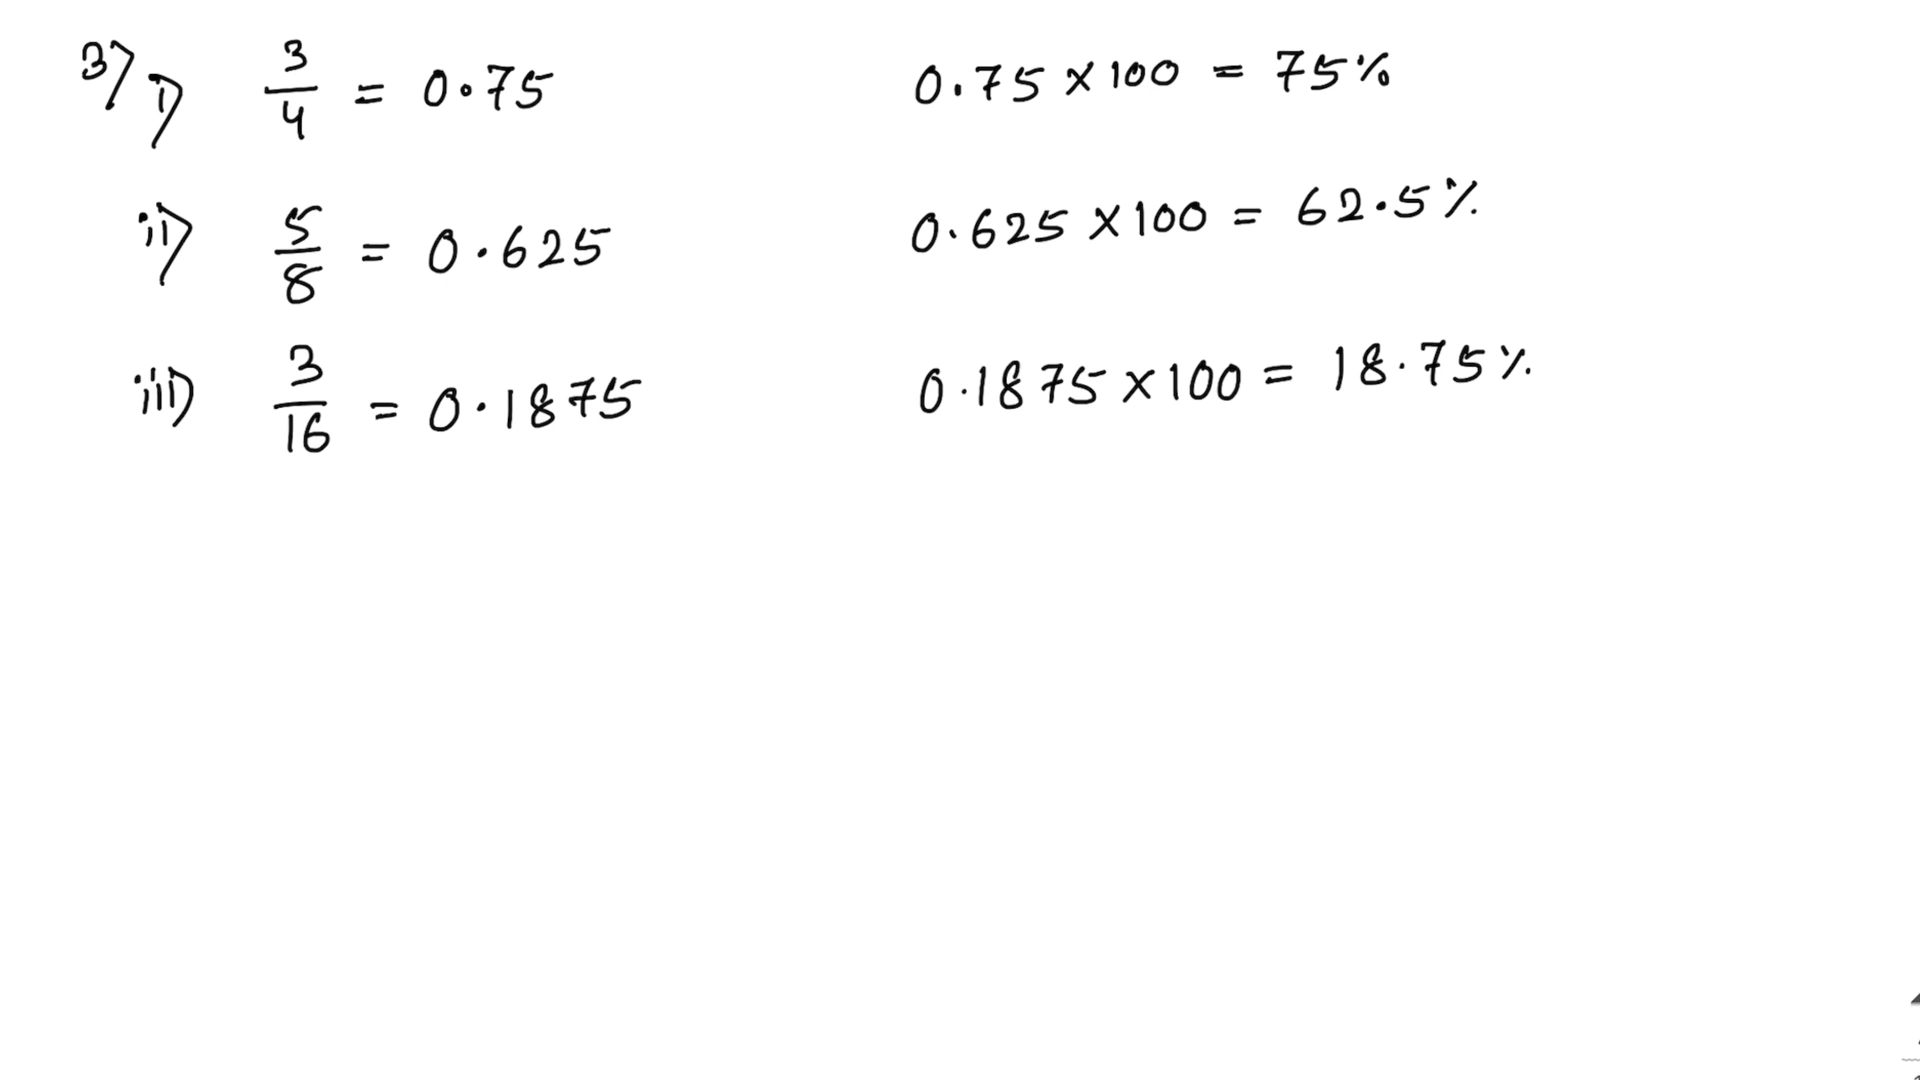 3) i) 3/4 = 0.75 0.75 × 100 = 75%
ii) 5/8 = 0.625 0.625 × 100 = 62.5%
iii) 3/16 = 0.1875 0.1875 × 100 = 18.75%